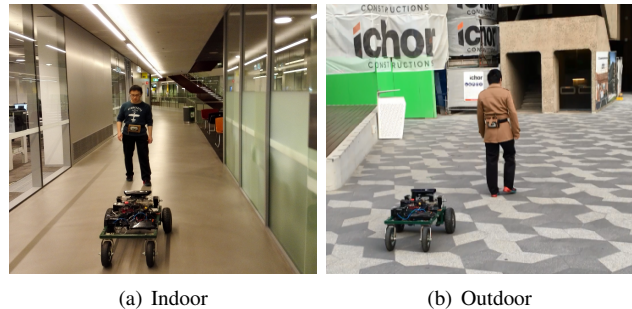 CONSTRUCTIONS
ichor
CONSTRUCTION
ichor
ichor
(a) Indoor
(b) Outdoor